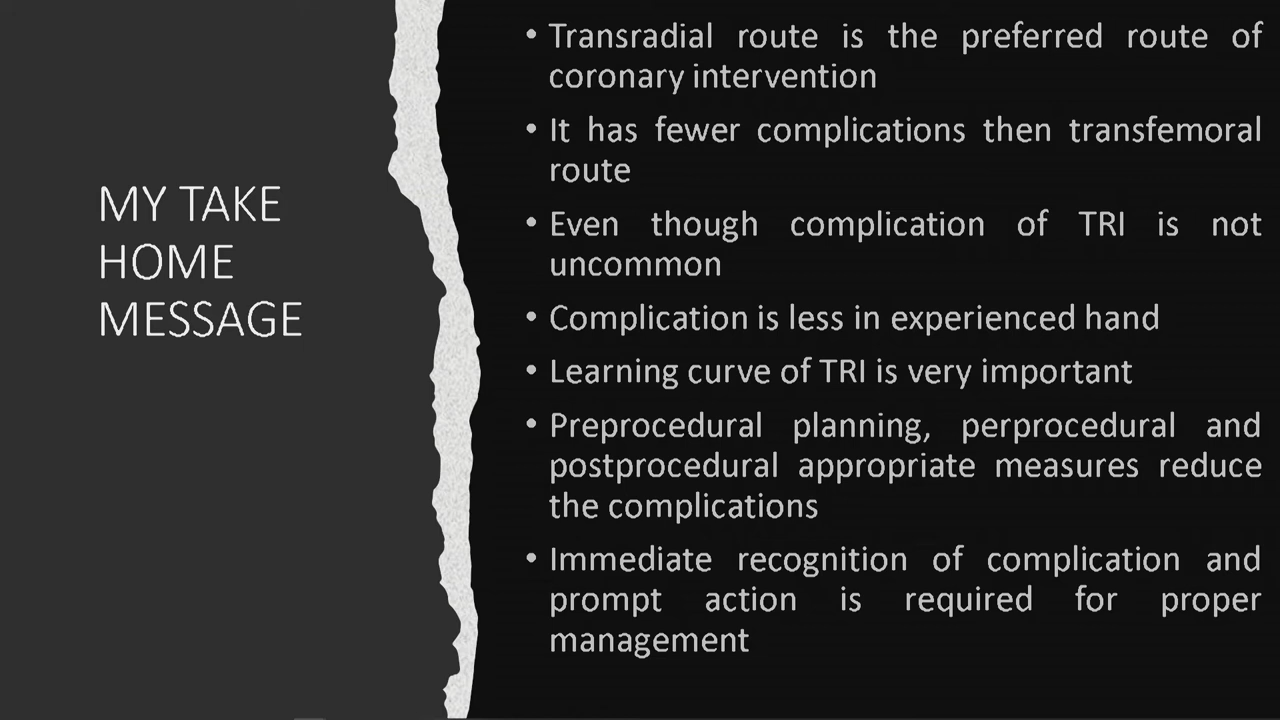 MY TAKE
HOME
MESSAGE
• Transradial route is the preferred route of
coronary intervention
• It has fewer complications then transfemoral
route
• Even though complication of TRI is not
uncommon
• Complication is less in experienced hand
• Learning curve of TRI is very important
• Preprocedural planning, perprocedural and
postprocedural appropriate measures reduce
the complications
• Immediate recognition of complication and
prompt action is required for proper
management